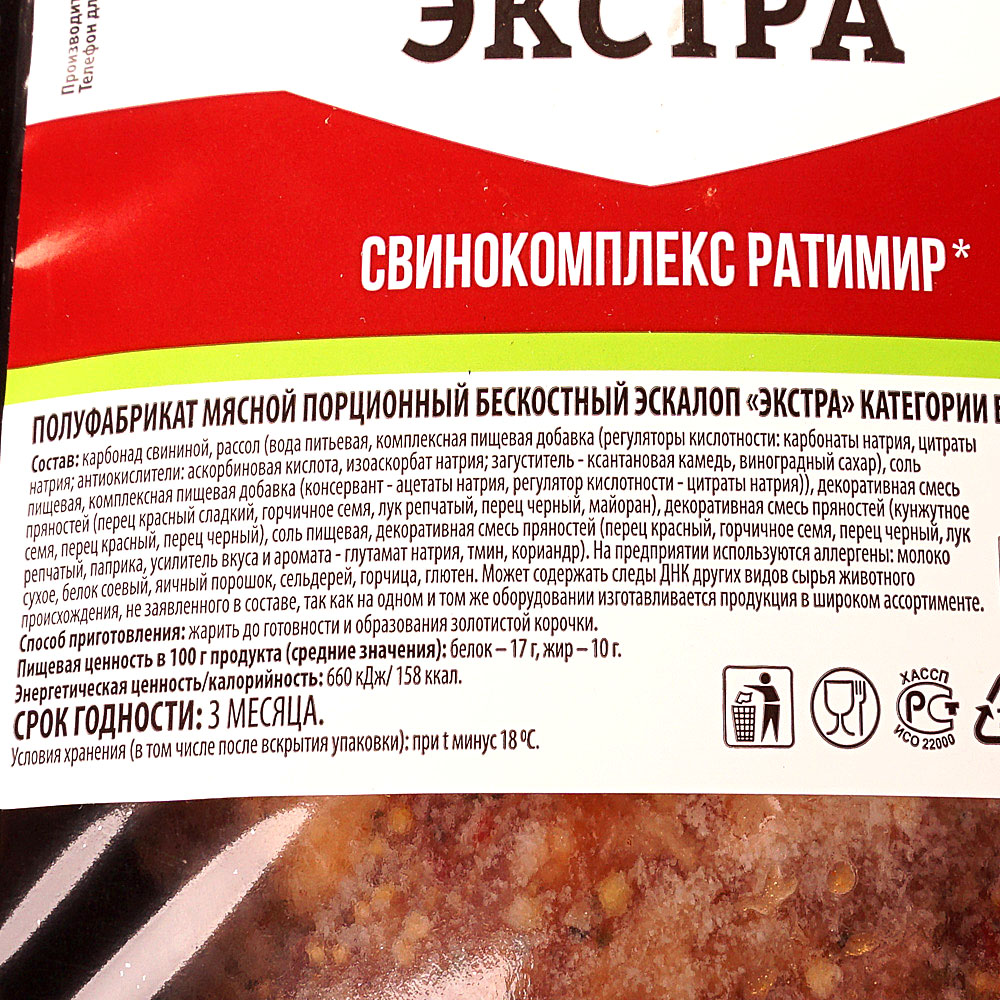 Производит
Телефон дл
ЭКСТРА
СВИНОКОМПЛЕКС РАТИМИР*
ПОЛУФАБРИКАТ МЯСНОЙ ПОРЦИОННЫЙ БЕСКОСТНЫЙ ЭСКАЛОП «ЭКСТРА» КАТЕГОРИИ
Состав: карбонад свининой, рассол (вода питьевая, комплексная пищевая добавка (регуляторы кислотности: карбонаты натрия, цитраты
натрия; антиокислители: аскорбиновая кислота, изоаскорбат натрия; загуститель - ксантановая камедь, виноградный сахар), соль
пищевая, комплексная пищевая добавка (консервант - ацетаты натрия, регулятор кислотности - цитраты натрия)), декоративная смесь
пряностей (перец красный сладкий, горчичное семя, лук репчатый, перец черный, майоран), декоративная смесь пряностей (кунжутное
семя, перец красный, перец черный), соль пищевая, декоративная смесь пряностей (перец красный, горчичное семя, перец черный, лук
репчатый, паприка, усилитель вкуса и аромата - глутамат натрия, тмин, кориандр). На предприятии используются аллергены: молоко
сухое, белок соевый, яичный порошок, сельдерей, горчица, глютен. Может содержать следы ДНК других видов сырья животного
происхождения, не заявленного в составе, так как на одном и том же оборудовании изготавливается продукция в широком ассортименте.
Способ приготовления: жарить до готовности и образования золотистой корочки.
Пищевая ценность в 100 г продукта (средние значения): белок – 17 г, жир – 10 г.
Энергетическая ценность/калорийность: 660 кДж/ 158 ккал.
СРОК ГОДНОСТИ: 3 МЕСЯЦА.
Условия хранения (в том числе после вскрытия упаковки): при t минус 18 ºС.
ХАССП
РСТ
ИСО 22000